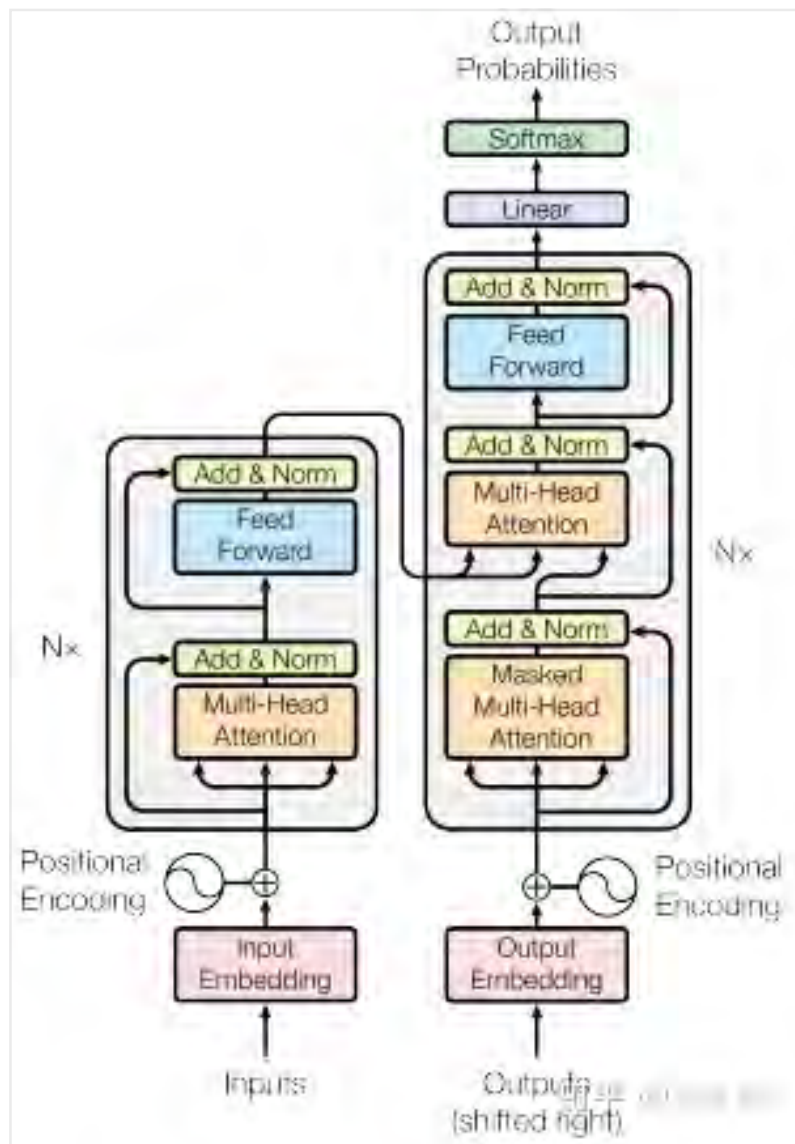 Output
Probabilities
Softmax
Linear
Add & Norm
Feed
Forward
Add & Norm
Multi-Head
Attention
Nx
Add & Norm
Masked
Multi-Head
Attention
Add & Norm
Feed
Forward
Nx
Add & Norm
Multi-Head
Attention
Positional
Encoding
Positional
Encoding
Input
Embedding
Output
Embedding
Inputs
Outputs
(shifted right)